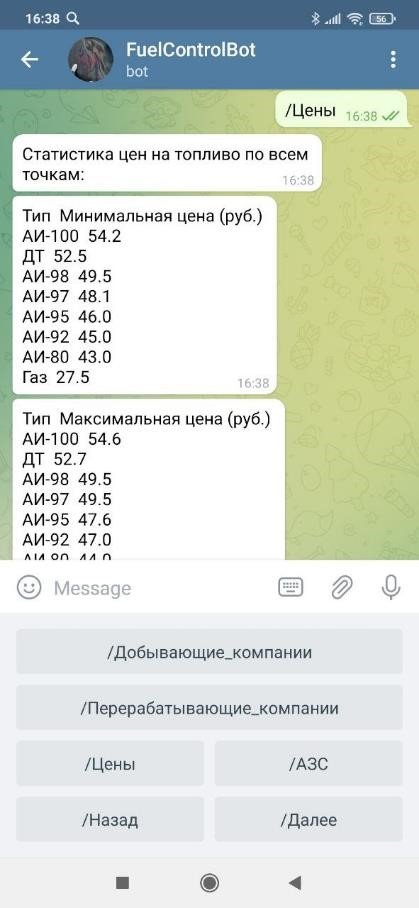 16:38
56
FuelControlBot
bot
/Цены 16:38
Статистика цен на топливо по всем
точкам:
16:38
Тип Минимальная цена (руб.)
АИ-100 54.2
ДТ 52.5
АИ-98 49.5
АИ-97 48.1
АИ-95 46.0
АИ-92 45.0
АИ-80 43.0
Газ 27.5
16:38
Тип Максимальная цена (руб.)
АИ-100 54.6
ДТ 52.7
АИ-98 49.5
АИ-97 49.5
АИ-95 47.6
АИ-92 47.0
АИ-80 44.0
Message
/Добывающие_компании
/Перерабатывающие_компании
/Цены
/АЗС
/Назад
/Далее